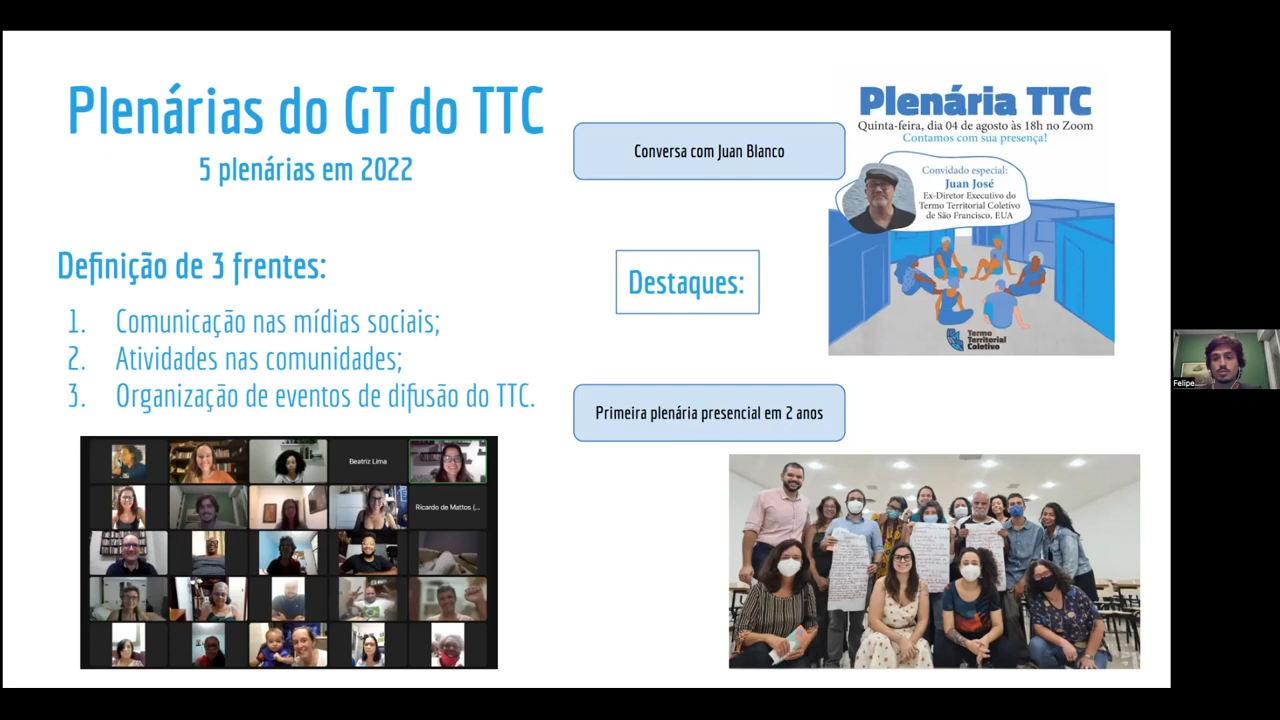 Plenárias do GT do TTC
5 plenárias em 2022
Definição de 3 frentes:
1. Comunicação nas mídias sociais;
2. Atividades nas comunidades;
3. Organização de eventos de difusão do TTC.
Beatriz Lima
Ricardo de Mattos (...
Conversa com Juan Blanco
Destaques:
Primeira plenária presencial em 2 anos
Plenária TTC
Quinta-feira, dia 04 de agosto às 18h no Zoom
Contamos com sua presença!
Convidado especial:
Juan José
Ex-Diretor Executivo do
Termo Territorial Coletivo
de São Francisco, EUA
Termo
Territorial
Coletivo
Felipe...